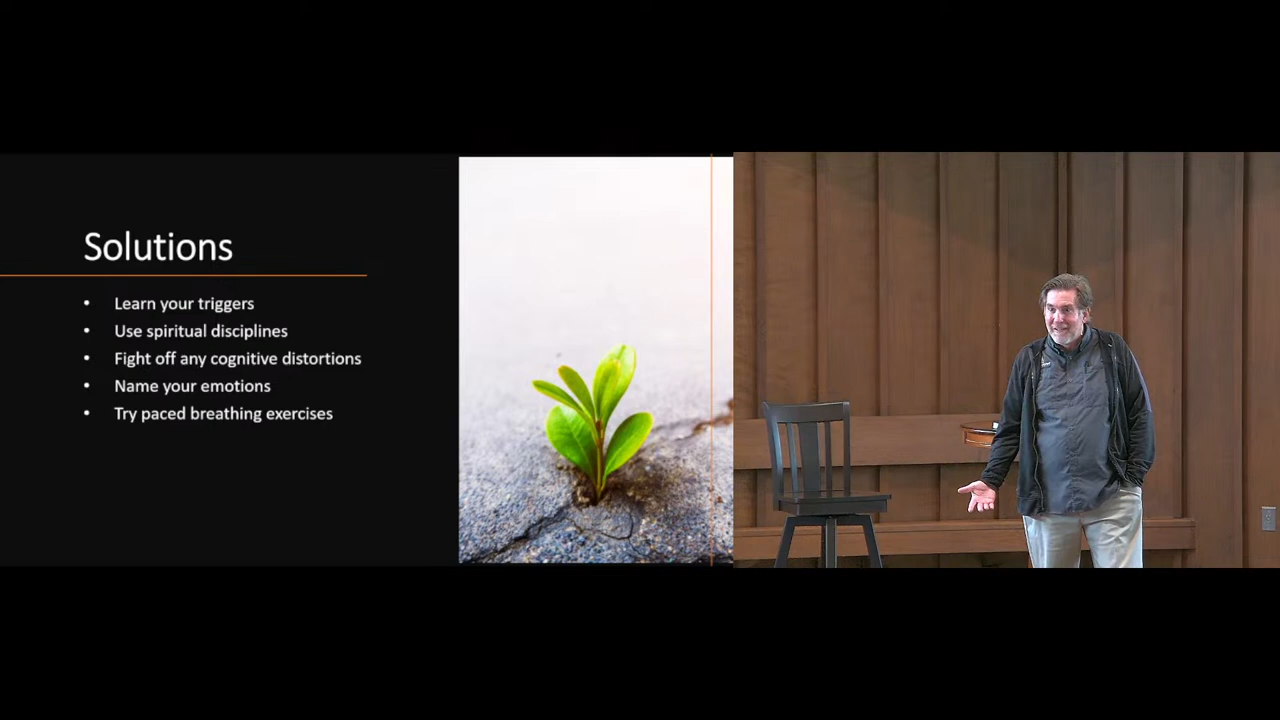 Solutions
• Learn your triggers
• Use spiritual disciplines
• Fight off any cognitive distortions
• Name your emotions
• Try paced breathing exercises